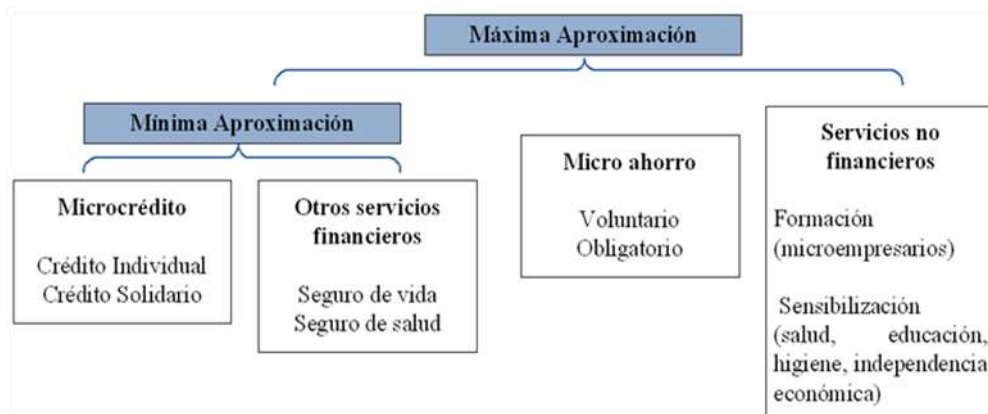 Máxima Aproximación
Mínima Aproximación
Microcrédito
Crédito Individual
Crédito Solidario
Otros servicios
financieros
Seguro de vida
Seguro de salud
Micro ahorro
Voluntario
Obligatorio
Servicios no
financieros
Formación
(microempresarios)
Sensibilización
(salud, educación,
higiene, independencia
económica)